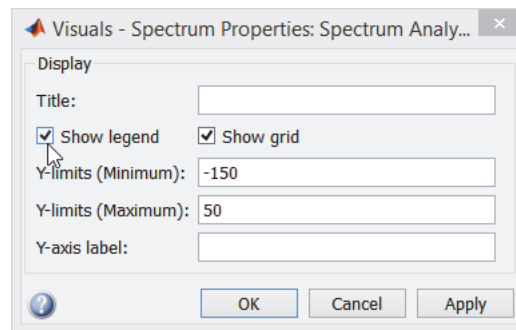 Visuals - Spectrum Properties: Spectrum Analy...
Display
Title:
Show legend Show grid
Y-limits (Minimum): -150
Y-limits (Maximum): 50
Y-axis label:
? OK Cancel Apply